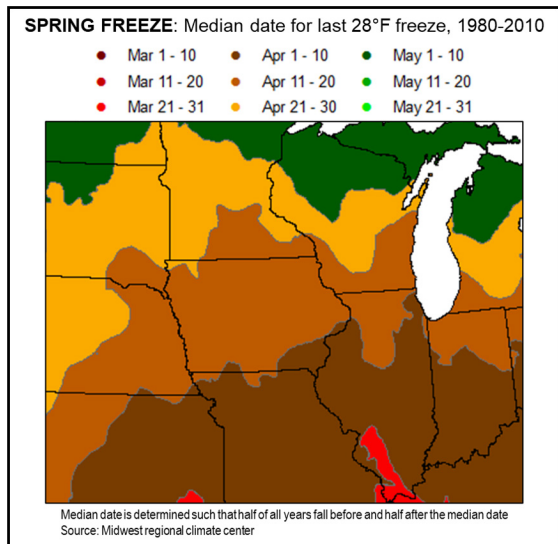 SPRING FREEZE: Median date for last 28°F freeze, 1980-2010
Mar 1 - 10 Apr 1 - 10 May 1 - 10
Mar 11 - 20 Apr 11 - 20 May 11 - 20
Mar 21 - 31 Apr 21 - 30 May 21 - 31
Median date is determined such that half of all years fall before and half after the median date
Source: Midwest regional climate center